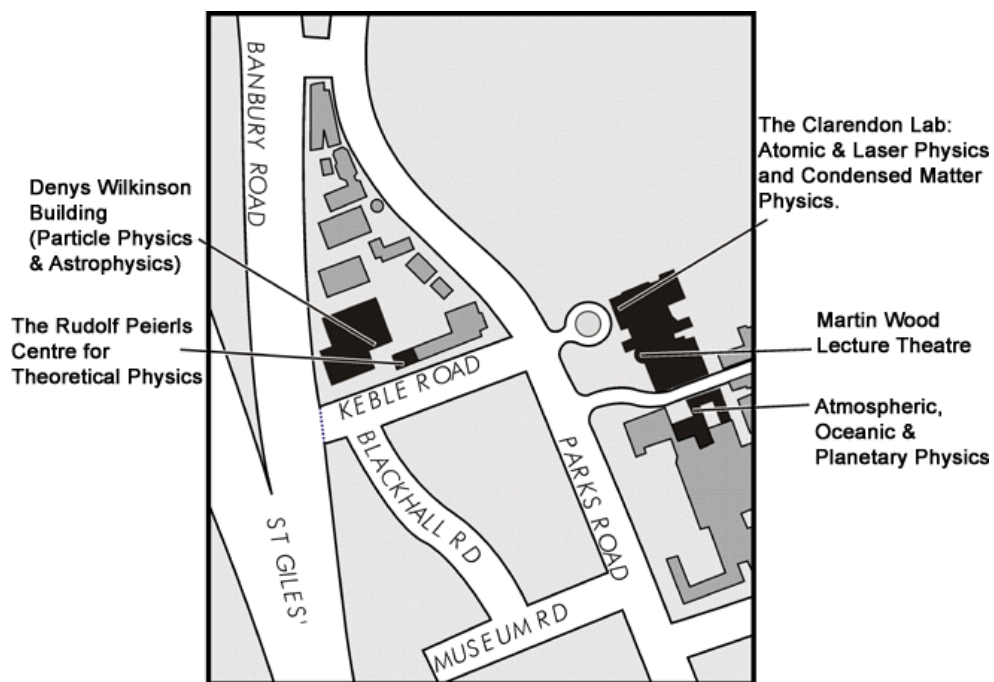 BANBURY ROAD
The Clarendon Lab:
Atomic & Laser Physics
and Condensed Matter
Physics.
Denys Wilkinson
Building
(Particle Physics
& Astrophysics)
The Rudolf Peierls
Centre for
Theoretical Physics
Martin Wood
Lecture Theatre
KEBLE ROAD
Atmospheric,
Oceanic &
Planetary Physics
BLACKHALL RD
PARKS ROAD
ST GILES'
MUSEUM RD